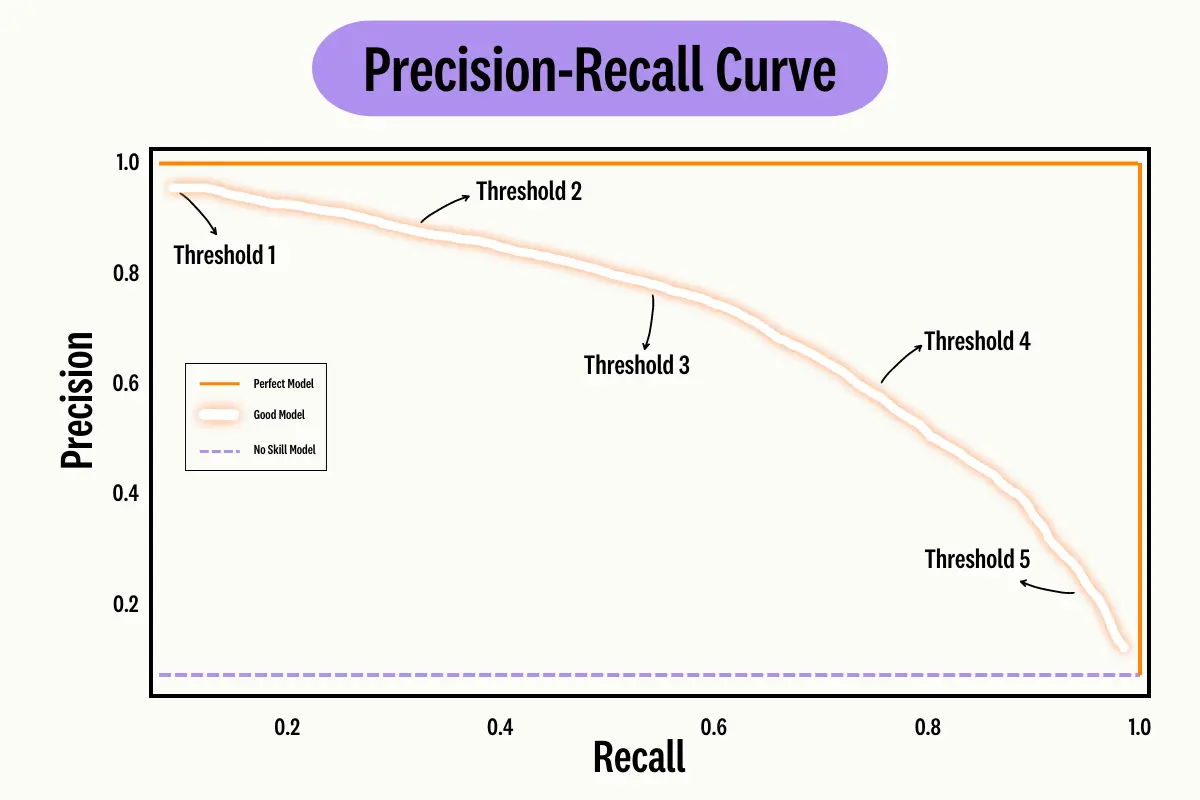 Precision-Recall Curve
1.0
Threshold 2
Threshold 1
0.8
Threshold 4
Threshold 3
Precision
0.6
Perfect Model
Good Model
No Skill Model
0.4
Threshold 5
0.2
0.2 0.4 0.6 0.8 1.0
Recall